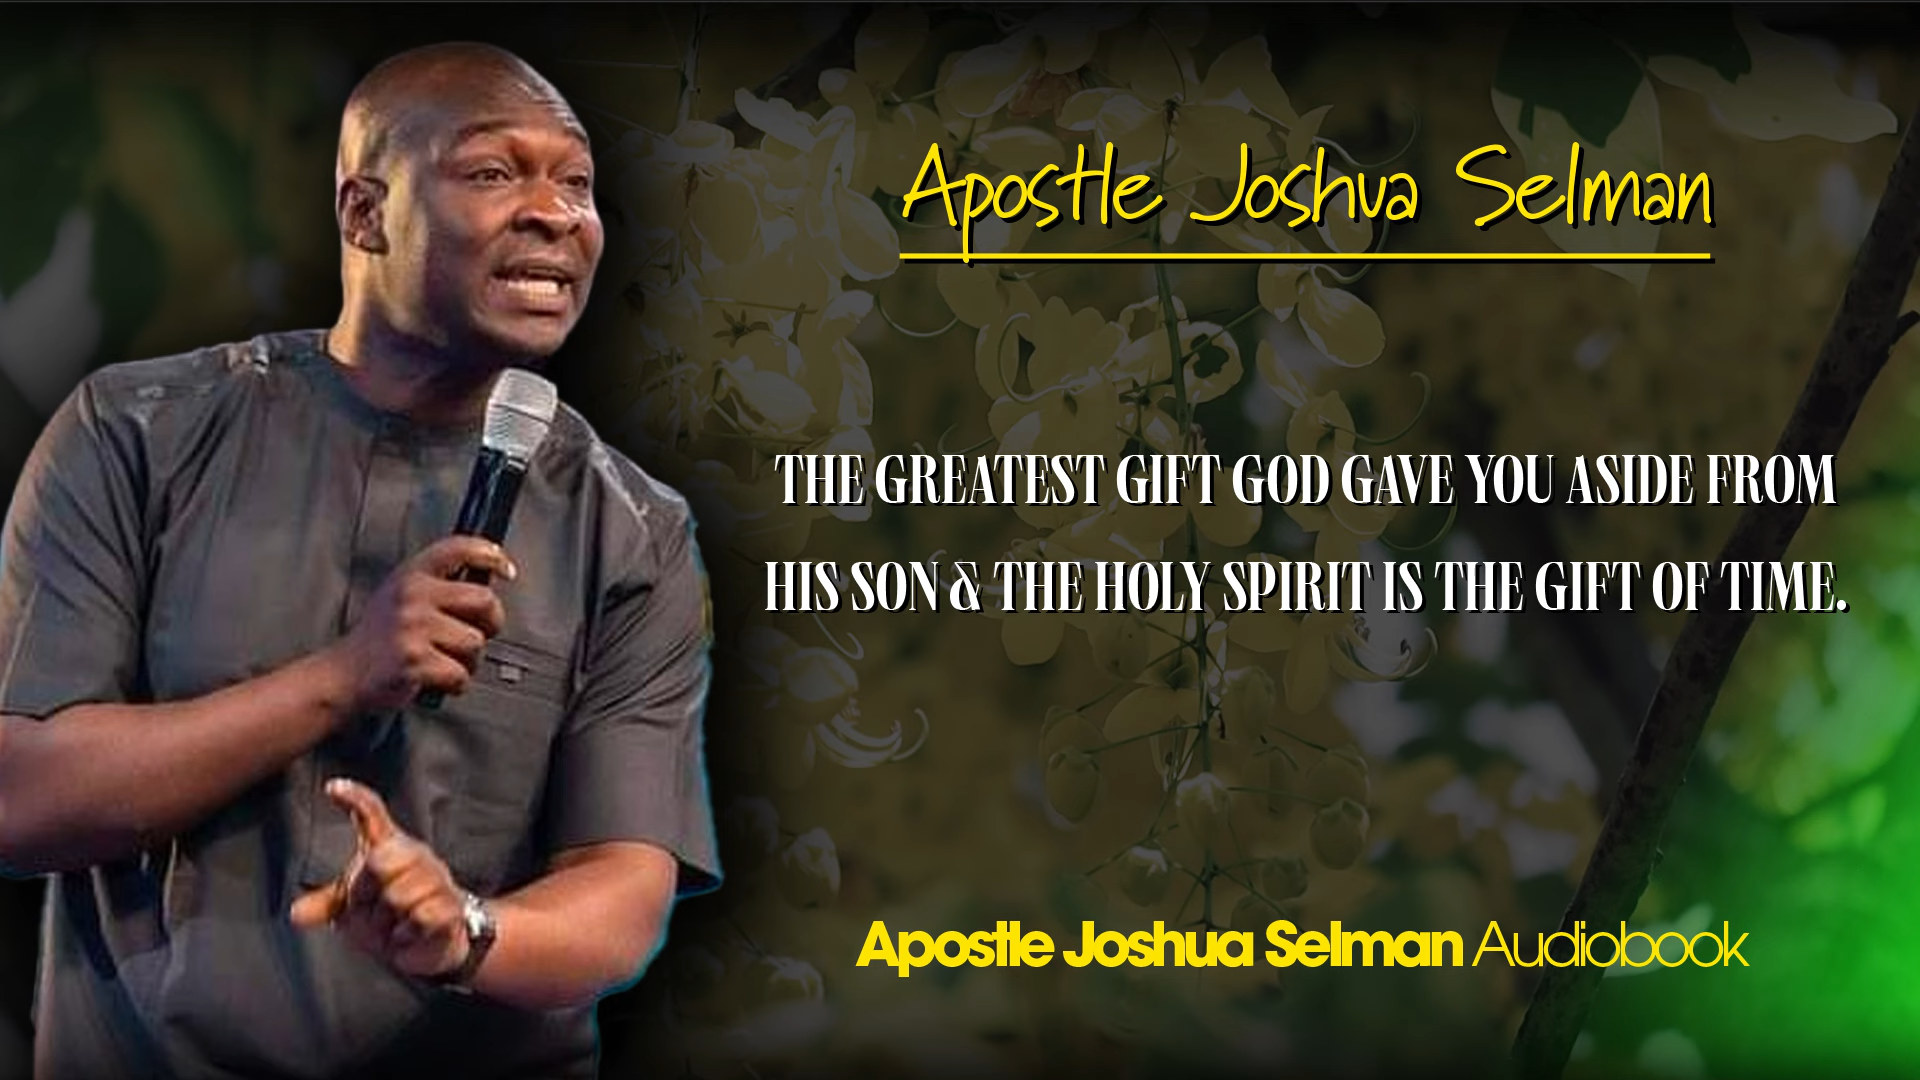 Apostle Joshua Selman
THE GREATEST GIFT GOD GAVE YOU ASIDE FROM
HIS SON & THE HOLY SPIRIT IS THE GIFT OF TIME.
Apostle Joshua Selman Audiobook